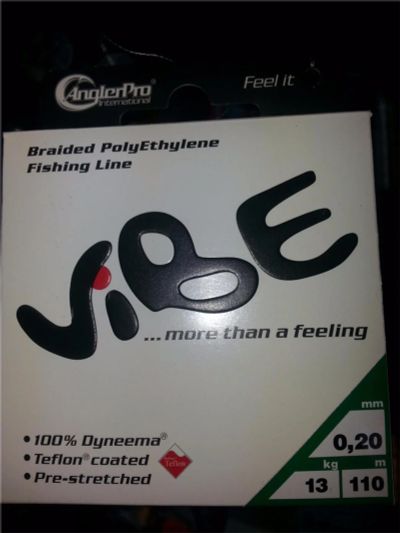 AnglerPro
International
Feel it
Braided PolyEthylene
Fishing Line
ViBE
...more than a feeling
• 100% Dyneema®
• Teflon® coated
• Pre-stretched
Teflon
mm
0,20
kg m
13 110